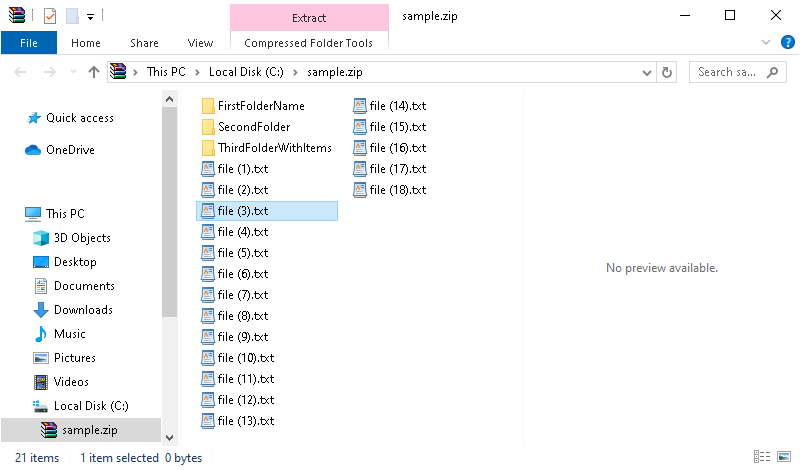 Extract
sample.zip
File
Home
Share
View
Compressed Folder Tools
This PC
Local Disk (C:)
sample.zip
Search sa...
Quick access
OneDrive
This PC
3D Objects
Desktop
Documents
Downloads
Music
Pictures
Videos
Local Disk (C:)
sample.zip
FirstFolderName
SecondFolder
ThirdFolderWithItems
file (1).txt
file (2).txt
file (3).txt
file (4).txt
file (5).txt
file (6).txt
file (7).txt
file (8).txt
file (9).txt
file (10).txt
file (11).txt
file (12).txt
file (13).txt
file (14).txt
file (15).txt
file (16).txt
file (17).txt
file (18).txt
No preview available.
21 items
1 item selected 0 bytes